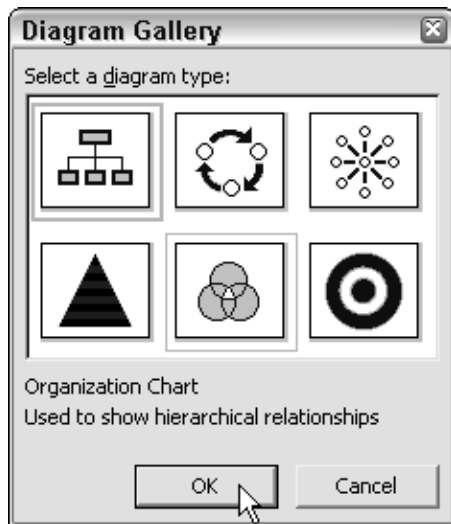 Diagram Gallery
Select a diagram type:
Organization Chart
Used to show hierarchical relationships
OK
Cancel